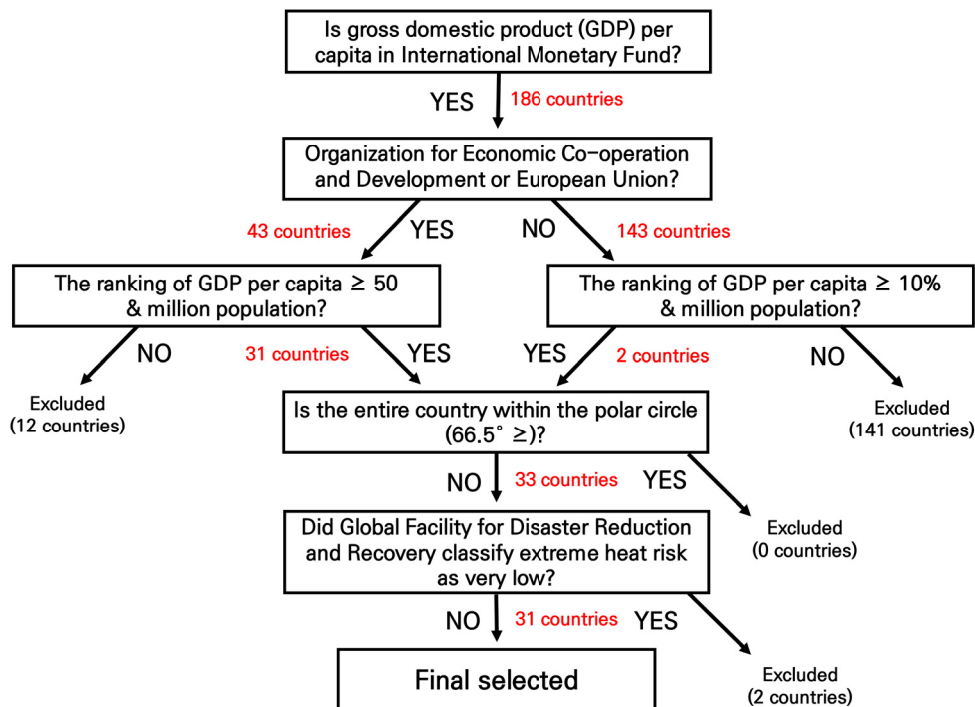 Is gross domestic product (GDP) per
capita in International Monetary Fund?
YES
186 countries
Organization for Economic Co-operation
and Development or European Union?
43 countries
YES
NO
143 countries
The ranking of GDP per capita ≥ 50
& million population?
The ranking of GDP per capita ≥ 10%
& million population?
NO
31 countries
YES
YES
2 countries
NO
Excluded
(12 countries)
Is the entire country within the polar circle
(66.5° ≥)?
Excluded
(141 countries)
NO
33 countries
YES
Excluded
(0 countries)
Did Global Facility for Disaster Reduction
and Recovery classify extreme heat risk
as very low?
NO
31 countries
YES
Final selected
Excluded
(2 countries)